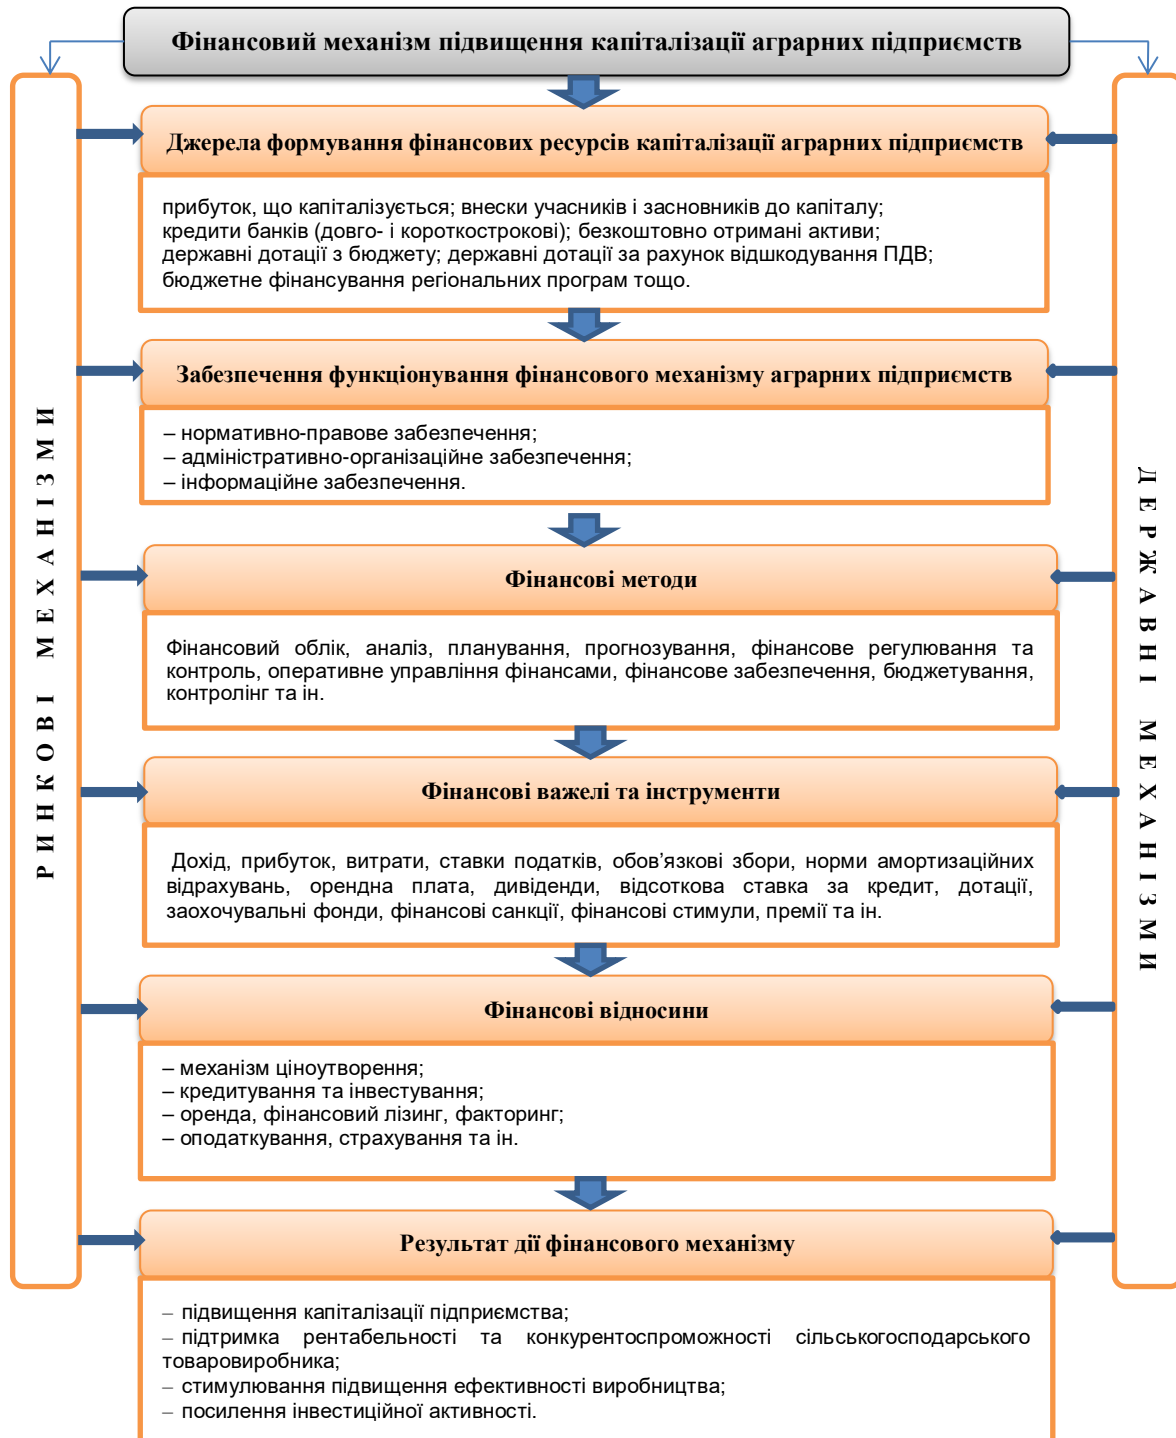 Фінансовий механізм підвищення капіталізації аграрних підприємств
Джерела формування фінансових ресурсів капіталізації аграрних підприємств
прибуток, що капіталізується; внески учасників і засновників до капіталу;
кредити банків (довго- і короткострокові); безкоштовно отримані активи;
державні дотації з бюджету; державні дотації за рахунок відшкодування ПДВ;
бюджетне фінансування регіональних програм тощо.
Забезпечення функціонування фінансового механізму аграрних підприємств
– нормативно-правове забезпечення;
– адміністративно-організаційне забезпечення;
– інформаційне забезпечення.
Фінансові методи
Фінансовий облік, аналіз, планування, прогнозування, фінансове регулювання та
контроль, оперативне управління фінансами, фінансове забезпечення, бюджетування,
контролінг та ін.
Фінансові важелі та інструменти
Дохід, прибуток, витрати, ставки податків, обов’язкові збори, норми амортизаційних
відрахувань, орендна плата, дивіденди, відсоткова ставка за кредит, дотації,
заохочувальні фонди, фінансові санкції, фінансові стимули, премії та ін.
Фінансові відносини
– механізм ціноутворення;
– кредитування та інвестування;
– оренда, фінансовий лізинг, факторинг;
– оподаткування, страхування та ін.
Результат дії фінансового механізму
– підвищення капіталізації підприємства;
– підтримка рентабельності та конкурентоспроможності сільськогосподарського
товаровиробника;
– стимулювання підвищення ефективності виробництва;
– посилення інвестиційної активності.
РИНКОВІ МЕХАНІЗМИ
ДЕРЖАВНІ МЕХАНІЗМИ